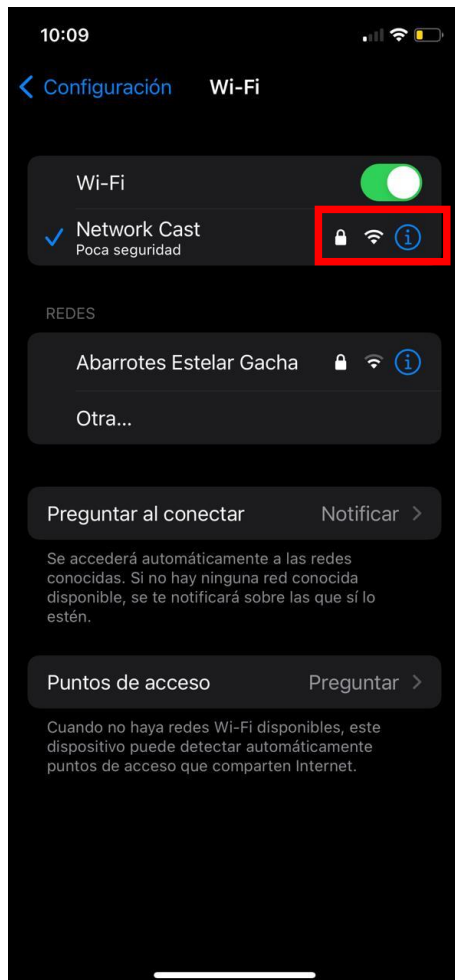 10:09
Configuración Wi-Fi
Wi-Fi
Network Cast
Poca seguridad
REDES
Abarrotes Estelar Gacha
Otra...
Preguntar al conectar Notificar
Se accederá automáticamente a las redes
conocidas. Si no hay ninguna red conocida
disponible, se te notificará sobre las que sí lo
estén.
Puntos de acceso Preguntar
Cuando no haya redes Wi-Fi disponibles, este
dispositivo puede detectar automáticamente
puntos de acceso que comparten Internet.